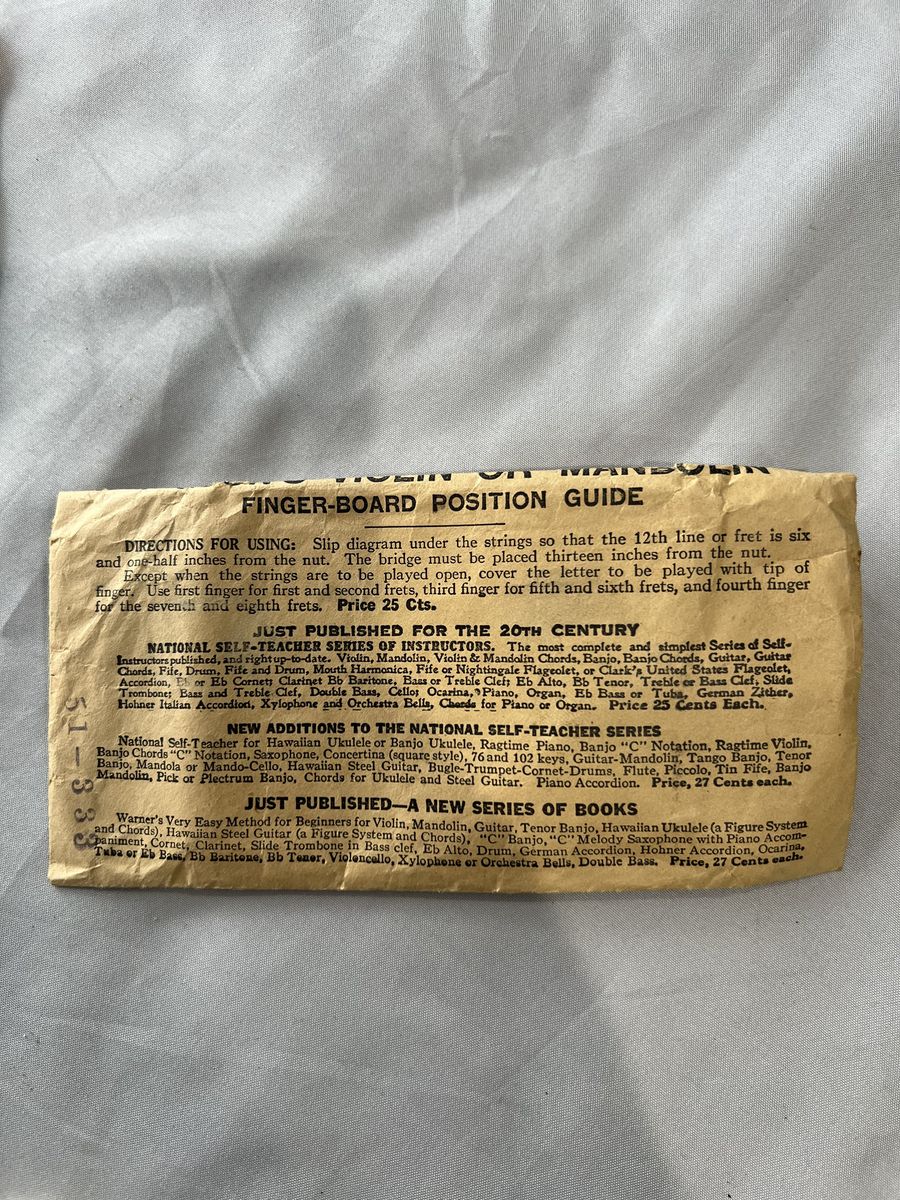 VIOLIN OR MANDOLIN
FINGER-BOARD POSITION GUIDE
DIRECTIONS FOR USING: Slip diagram under the strings so that the 12th line or fret is six
and one-half inches from the nut. The bridge must be placed thirteen inches from the nut.
Except when the strings are to be played open, cover the letter to be played with tip of
finger. Use first finger for first and second frets, third finger for fifth and sixth frets, and fourth finger
for the seventh and eighth frets. Price 25 Cts.
JUST PUBLISHED FOR THE 20TH CENTURY
NATIONAL SELF-TEACHER SERIES OF INSTRUCTORS. The most complete and simplest Series of Self-
Instructors published, and right up-to-date. Violin, Mandolin, Violin & Mandolin Chords, Banjo, Banjo Chords, Guitar, Guitar
Chords, Fife, Drum, Fife and Drum, Mouth Harmonica, Fife or Nightingale Flageolet, or Clark's United States Flageolet,
Accordion, Eb or Eb Cornet; Clarinet Bb Baritone, Bass or Treble Clef; Eb Alto, Bb Tenor, Treble or Bass Clef, Slide
Trombone; Bass and Treble Clef, Double Bass, Cello; Ocarina, Piano, Organ, Eb Bass or Tuba, German Zither,
Hohner Italian Accordion, Xylophone and Orchestra Bells, Chords for Piano or Organ. Price 25 Cents Each.
NEW ADDITIONS TO THE NATIONAL SELF-TEACHER SERIES
National Self-Teacher for Hawaiian Ukulele or Banjo Ukulele, Ragtime Piano, Banjo "C" Notation, Ragtime Violin,
Banjo Chords "C" Notation, Saxophone, Concertina (square style), 76 and 102 keys, Guitar-Mandolin, Tango Banjo, Tenor
Banjo, Mandola or Mando-Cello, Hawaiian Steel Guitar, Bugle-Trumpet-Cornet-Drums, Flute, Piccolo, Tin Fife, Banjo
Mandolin, Pick or Plectrum Banjo, Chords for Ukulele and Steel Guitar. Piano Accordion. Price, 27 Cents each.
JUST PUBLISHED—A NEW SERIES OF BOOKS
Warner's Very Easy Method for Beginners for Violin, Mandolin, Guitar, Tenor Banjo, Hawaiian Ukulele (a Figure System
and Chords), Hawaiian Steel Guitar (a Figure System and Chords), "C" Banjo, "C" Melody Saxophone with Piano Accom-
paniment, Cornet, Clarinet, Slide Trombone in Bass clef, Eb Alto, Drum, German Accordion, Hohner Accordion, Ocarina,
Tuba or Eb Bass, Bb Baritone, Bb Tenor, Violoncello, Xylophone or Orchestra Bells, Double Bass. Price, 27 Cents each.
51-333